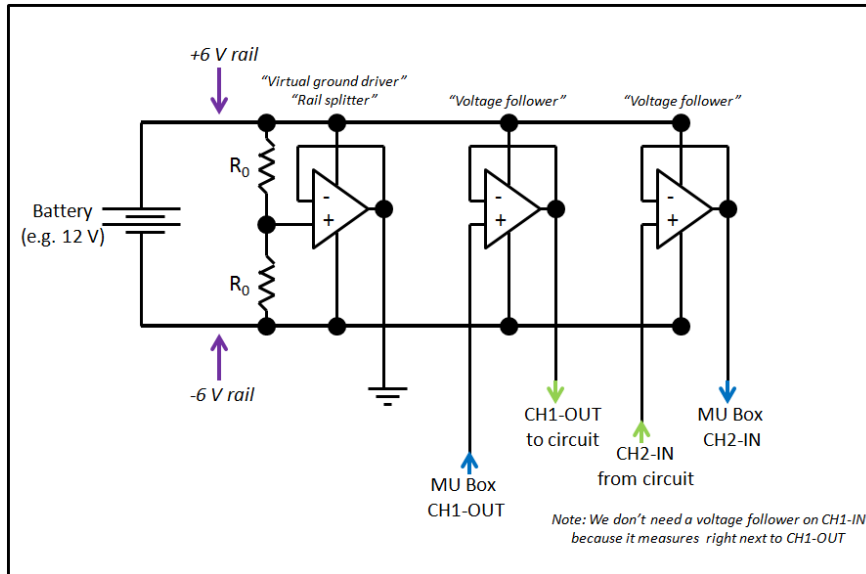 +6 V rail
“Virtual ground driver”
“Rail splitter”
“Voltage follower”
“Voltage follower”
R0
-
+
-
+
-
+
Battery
(e.g. 12 V)
R0
-6 V rail
CH1-OUT
to circuit
CH2-IN
from circuit
MU Box
CH2-IN
MU Box
CH1-OUT
Note: We don’t need a voltage follower on CH1-IN
because it measures right next to CH1-OUT